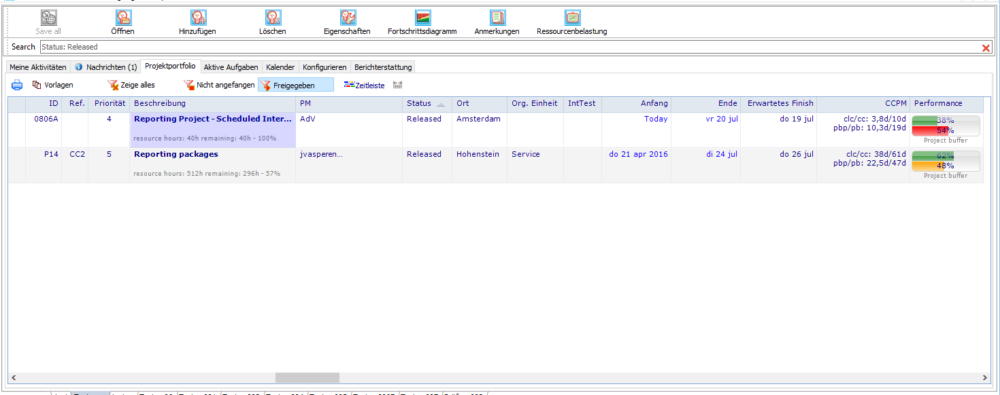 Save all Öffnen Hinzufügen Löschen Eigenschaften Fortschrittsdiagramm Anmerkungen Ressourcenbelastung
Search Status: Released
Meine Aktivitäten Nachrichten (1) Projektportfolio Aktive Aufgaben Kalender Konfigurieren Berichterstattung
Vorlagen Zeige alles Nicht angefangen Freigegeben Zeitleiste
ID Ref. Priorität Beschreibung PM Status Ort Org. Einheit IntTest Anfang Ende Erwartetes Finish CCPM Performance
0806A 4 Reporting Project - Scheduled Inter... AdV Released Amsterdam Today vr 20 jul do 19 jul clc/cc: 3,8d/10d 38%
pbp/pb: 10,3d/19d 54%
resource hours: 40h remaining: 40h - 100% Project buffer
P14 CC2 5 Reporting packages jvasperen... Released Hohenstein Service do 21 apr 2016 di 24 jul do 26 jul clc/cc: 38d/61d 62%
pbp/pb: 22,5d/47d 48%
resource hours: 512h remaining: 296h - 57% Project buffer